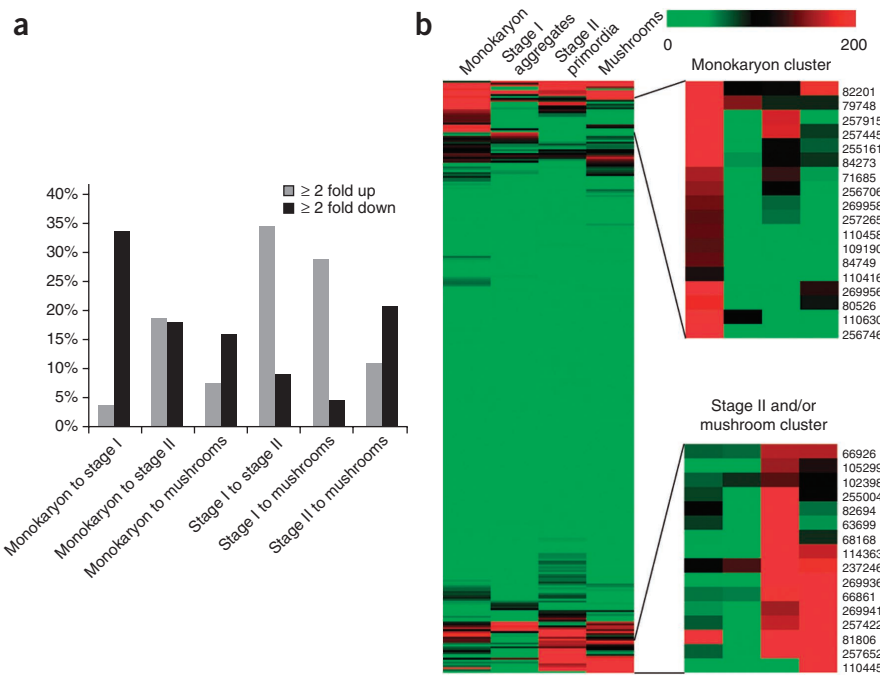 a
≥ 2 fold up
≥ 2 fold down
40%
35%
30%
25%
20%
15%
10%
5%
0%
Monokaryon to stage I
Monokaryon to stage II
Monokaryon to mushrooms
Stage I to stage II
Stage I to mushrooms
Stage II to mushrooms
b
Monokaryon
Stage I
aggregates
Stage II
primordia
Mushrooms
0
200
Monokaryon cluster
82201
79748
257915
257445
255161
84273
71685
256706
269958
257265
110458
109190
84749
110416
269956
80526
110630
256746
Stage II and/or
mushroom cluster
66926
105299
102398
255004
82694
63699
68168
114363
237246
269936
66861
269941
257422
81806
257652
110445